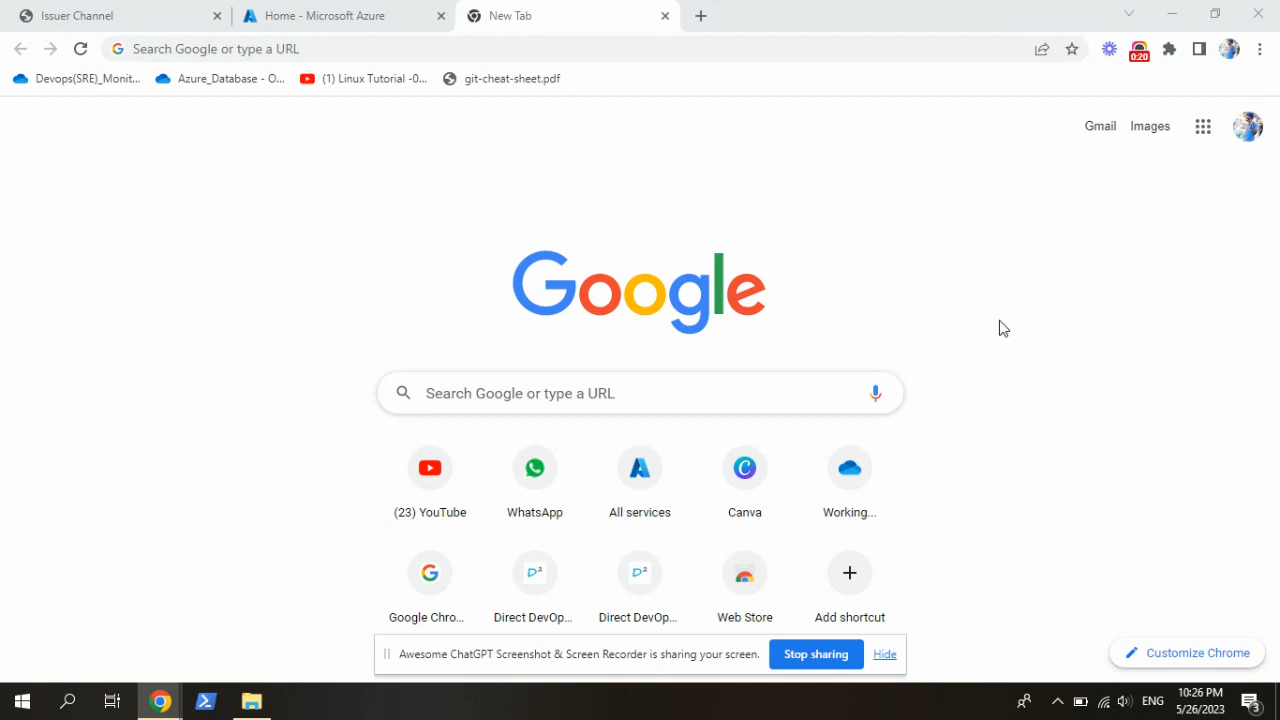 Issuer Channel
Home - Microsoft Azure
New Tab
Search Google or type a URL
0:20
Devops(SRE)_Monit...
Azure_Database - O...
(1) Linux Tutorial -0...
git-cheat-sheet.pdf
Gmail
Images
Google
Search Google or type a URL
(23) YouTube
WhatsApp
All services
Canva
Working...
Google Chro...
Direct DevOp...
Direct DevOp...
Web Store
Add shortcut
Awesome ChatGPT Screenshot & Screen Recorder is sharing your screen.
Stop sharing
Hide
Customize Chrome
ENG
10:26 PM
5/26/2023
3